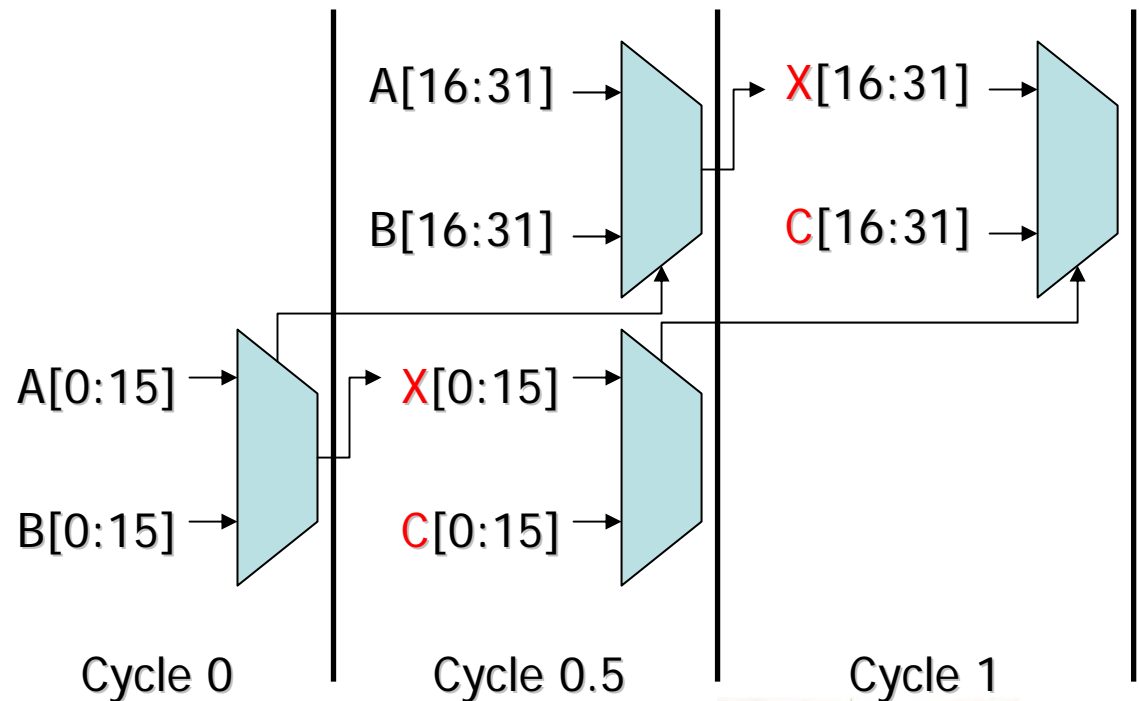 A[16:31]
X[16:31]
B[16:31]
C[16:31]
A[0:15]
X[0:15]
B[0:15]
C[0:15]
Cycle 0
Cycle 0.5
Cycle 1